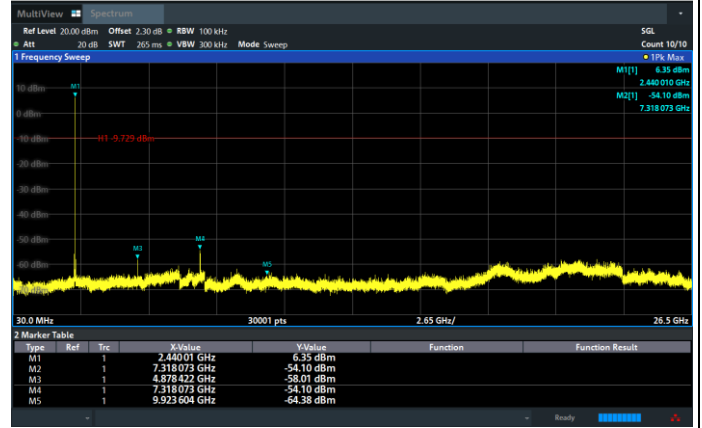 MultiView Spectrum
Ref Level 20.00 dBm Offset 2.30 dB RBW 100 kHz SGL
Att 20 dB SWT 265 ms VBW 300 kHz Mode Sweep Count 10/10
1 Frequency Sweep 1Pk Max
M1[1] 6.35 dBm
2.440 010 GHz
M2[1] -54.10 dBm
7.318 073 GHz
10 dBm
M1
0 dBm
-10 dBm
H1 -9.729 dBm
-20 dBm
-30 dBm
-40 dBm
-50 dBm
M4
M3
-60 dBm
M5
30.0 MHz 30001 pts 2.65 GHz/ 26.5 GHz
2 Marker Table
Type Ref Trc X-Value Y-Value Function Function Result
M1 1 2.440 01 GHz 6.35 dBm
M2 1 7.318 073 GHz -54.10 dBm
M3 1 4.878 422 GHz -58.01 dBm
M4 1 7.318 073 GHz -54.10 dBm
M5 1 9.923 604 GHz -64.38 dBm
Ready